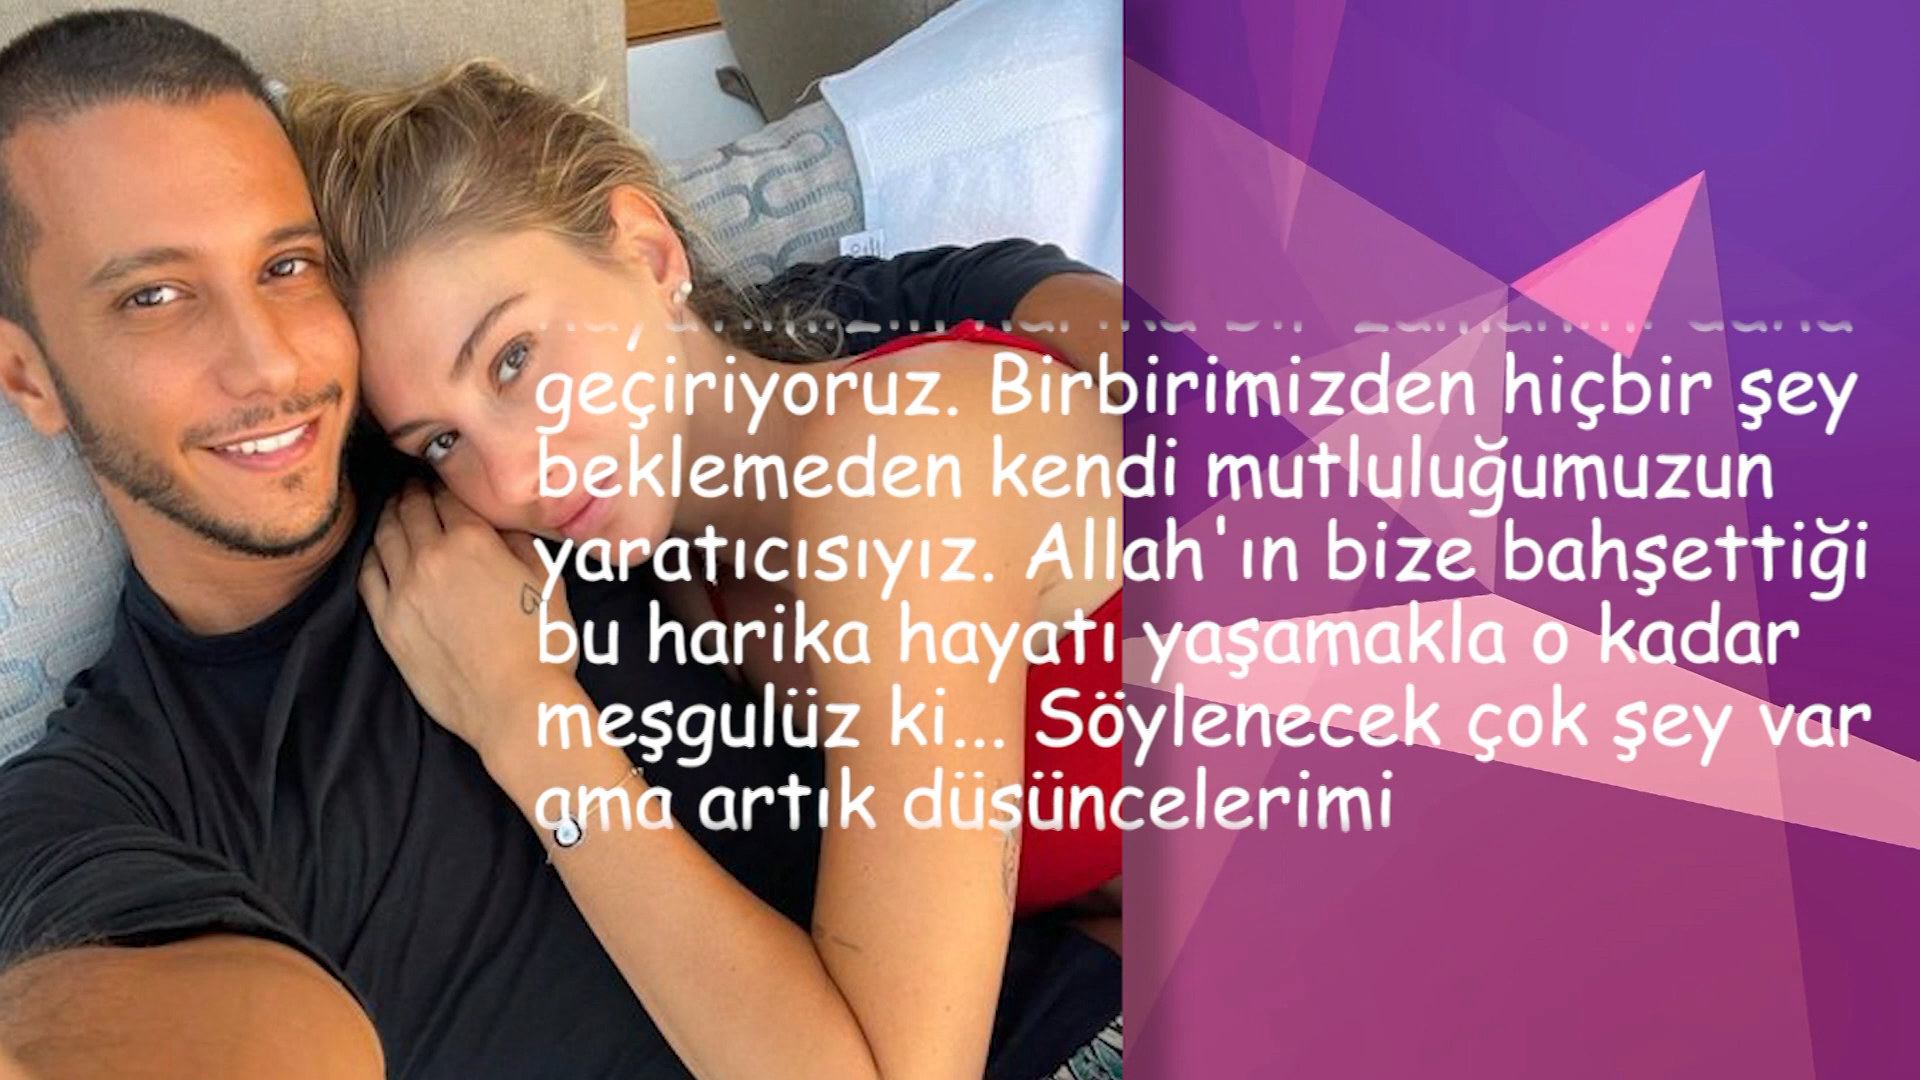 geçiriyoruz. Birbirimizden hiçbir şey
beklemeden kendi mutluluğumuzun
yaratıcısıyız. Allah'ın bize bahşettiği
bu harika hayatı yaşamakla o kadar
meşgulüz ki... Söylenecek çok şey var
ama artık düşüncelerimi